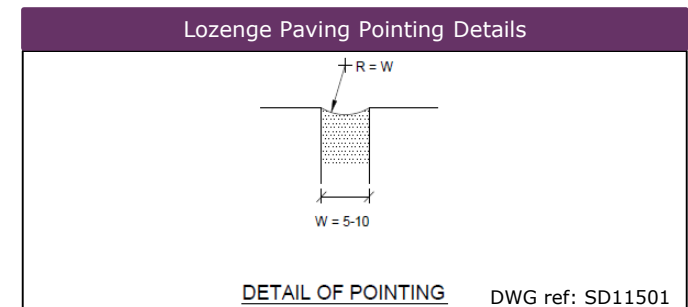 Lozenge Paving Pointing Details
R = W
W = 5-10
DETAIL OF POINTING
DWG ref: SD11501